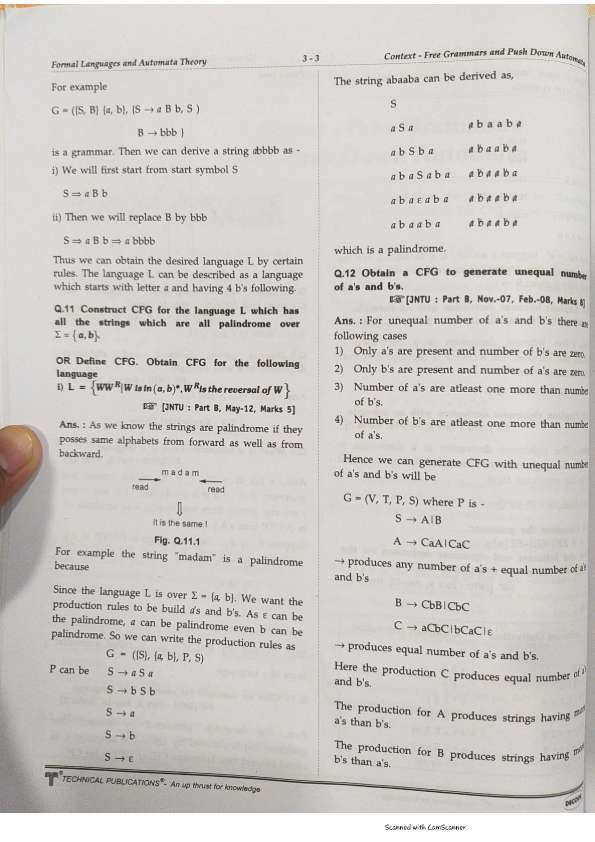 Formal Languages and Automata Theory
3 - 3
Context - Free Grammars and Push Down Automata
For example
G = ({S, B} {a, b}, {S → a B b, S )
B → bbb }
is a grammar. Then we can derive a string abbbb as -
i) We will first start from start symbol S
S ⇒ a B b
ii) Then we will replace B by bbb
S ⇒ a B b ⇒ a bbbb
Thus we can obtain the desired language L by certain
rules. The language L can be described as a language
which starts with letter a and having 4 b's following.
Q.11 Construct CFG for the language L which has
all the strings which are all palindrome over
Σ = { a, b}.
OR Define CFG. Obtain CFG for the following
language
i) L = {WW^R|W is in (a, b)*, W^R is the reversal of W}
☞ [JNTU : Part B, May-12, Marks 5]
Ans. : As we know the strings are palindrome if they
posses same alphabets from forward as well as from
backward.
m a d a m
read
read
It is the same !
Fig. Q.11.1
For example the string "madam" is a palindrome
because
Since the language L is over Σ = {a, b}. We want the
production rules to be build a's and b's. As ε can be
the palindrome, a can be palindrome even b can be
palindrome. So we can write the production rules as
G = ({S}, {a, b}, P, S)
P can be S → a S a
S → b S b
S → a
S → b
S → ε
TECHNICAL PUBLICATIONS® - An up thrust for knowledge
The string abaaba can be derived as,
S
a S a a b a a b a
a b S b a a b a a b a
a b a S a b a a b a a b a
a b a ε a b a a b a a b a
a b a a b a a b a a b a
which is a palindrome.
Q.12 Obtain a CFG to generate unequal number
of a's and b's.
☞ [JNTU : Part B, Nov.-07, Feb.-08, Marks 8]
Ans. : For unequal number of a's and b's there are
following cases
1) Only a's are present and number of b's are zero.
2) Only b's are present and number of a's are zero.
3) Number of a's are atleast one more than number
of b's.
4) Number of b's are atleast one more than number
of a's.
Hence we can generate CFG with unequal number
of a's and b's will be
G = (V, T, P, S) where P is -
S → A|B
A → CaA|CaC
→ produces any number of a's + equal number of a's
and b's
B → CbB|CbC
C → aCbC|bCaC|ε
→ produces equal number of a's and b's.
Here the production C produces equal number of a's
and b's.
The production for A produces strings having more
a's than b's.
The production for B produces strings having more
b's than a's.
DECODE
Scanned with CamScanner